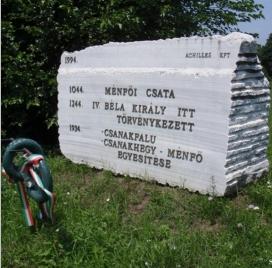 1994. ACHILLES KFT
1044. MÉNFŐI CSATA
1244. IV. BÉLA KIRÁLY ITT
TÖRVÉNYKEZETT
1934. -CSANAKFALU
-CSANAKHEGY - MÉNFŐ
EGYESÍTÉSE